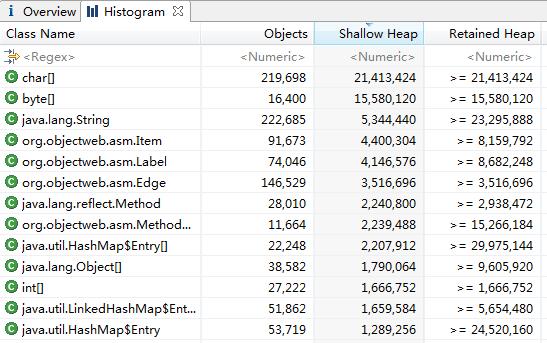 i Overview Histogram
Class Name Objects Shallow Heap Retained Heap
<Regex> <Numeric> <Numeric> <Numeric>
char[] 219,698 21,413,424 >= 21,413,424
byte[] 16,400 15,580,120 >= 15,580,120
java.lang.String 222,685 5,344,440 >= 23,295,888
org.objectweb.asm.Item 91,673 4,400,304 >= 8,159,792
org.objectweb.asm.Label 74,046 4,146,576 >= 8,682,248
org.objectweb.asm.Edge 146,529 3,516,696 >= 3,516,696
java.lang.reflect.Method 28,010 2,240,800 >= 2,938,472
org.objectweb.asm.Method... 11,664 2,239,488 >= 15,266,184
java.util.HashMap$Entry[] 22,248 2,207,912 >= 29,975,144
java.lang.Object[] 38,582 1,790,064 >= 9,605,920
int[] 27,222 1,666,752 >= 1,666,752
java.util.LinkedHashMap$Ent... 51,862 1,659,584 >= 5,654,480
java.util.HashMap$Entry 53,719 1,289,256 >= 24,520,160